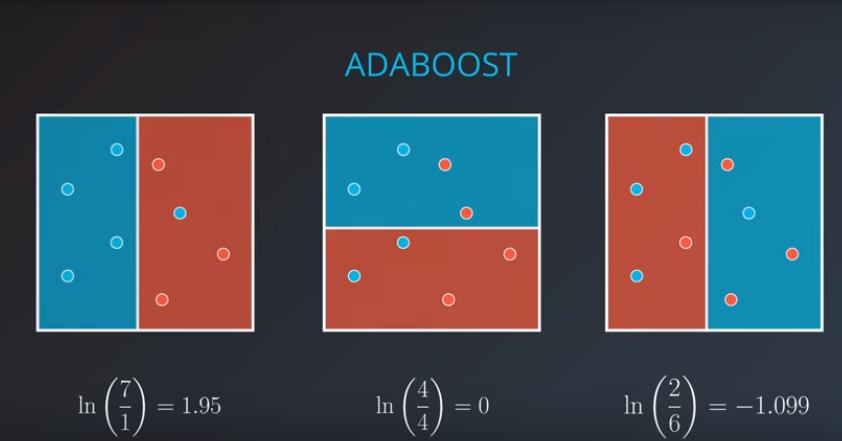 ADABOOST
ln(7/1) = 1.95
ln(4/4) = 0
ln(2/6) = −1.099